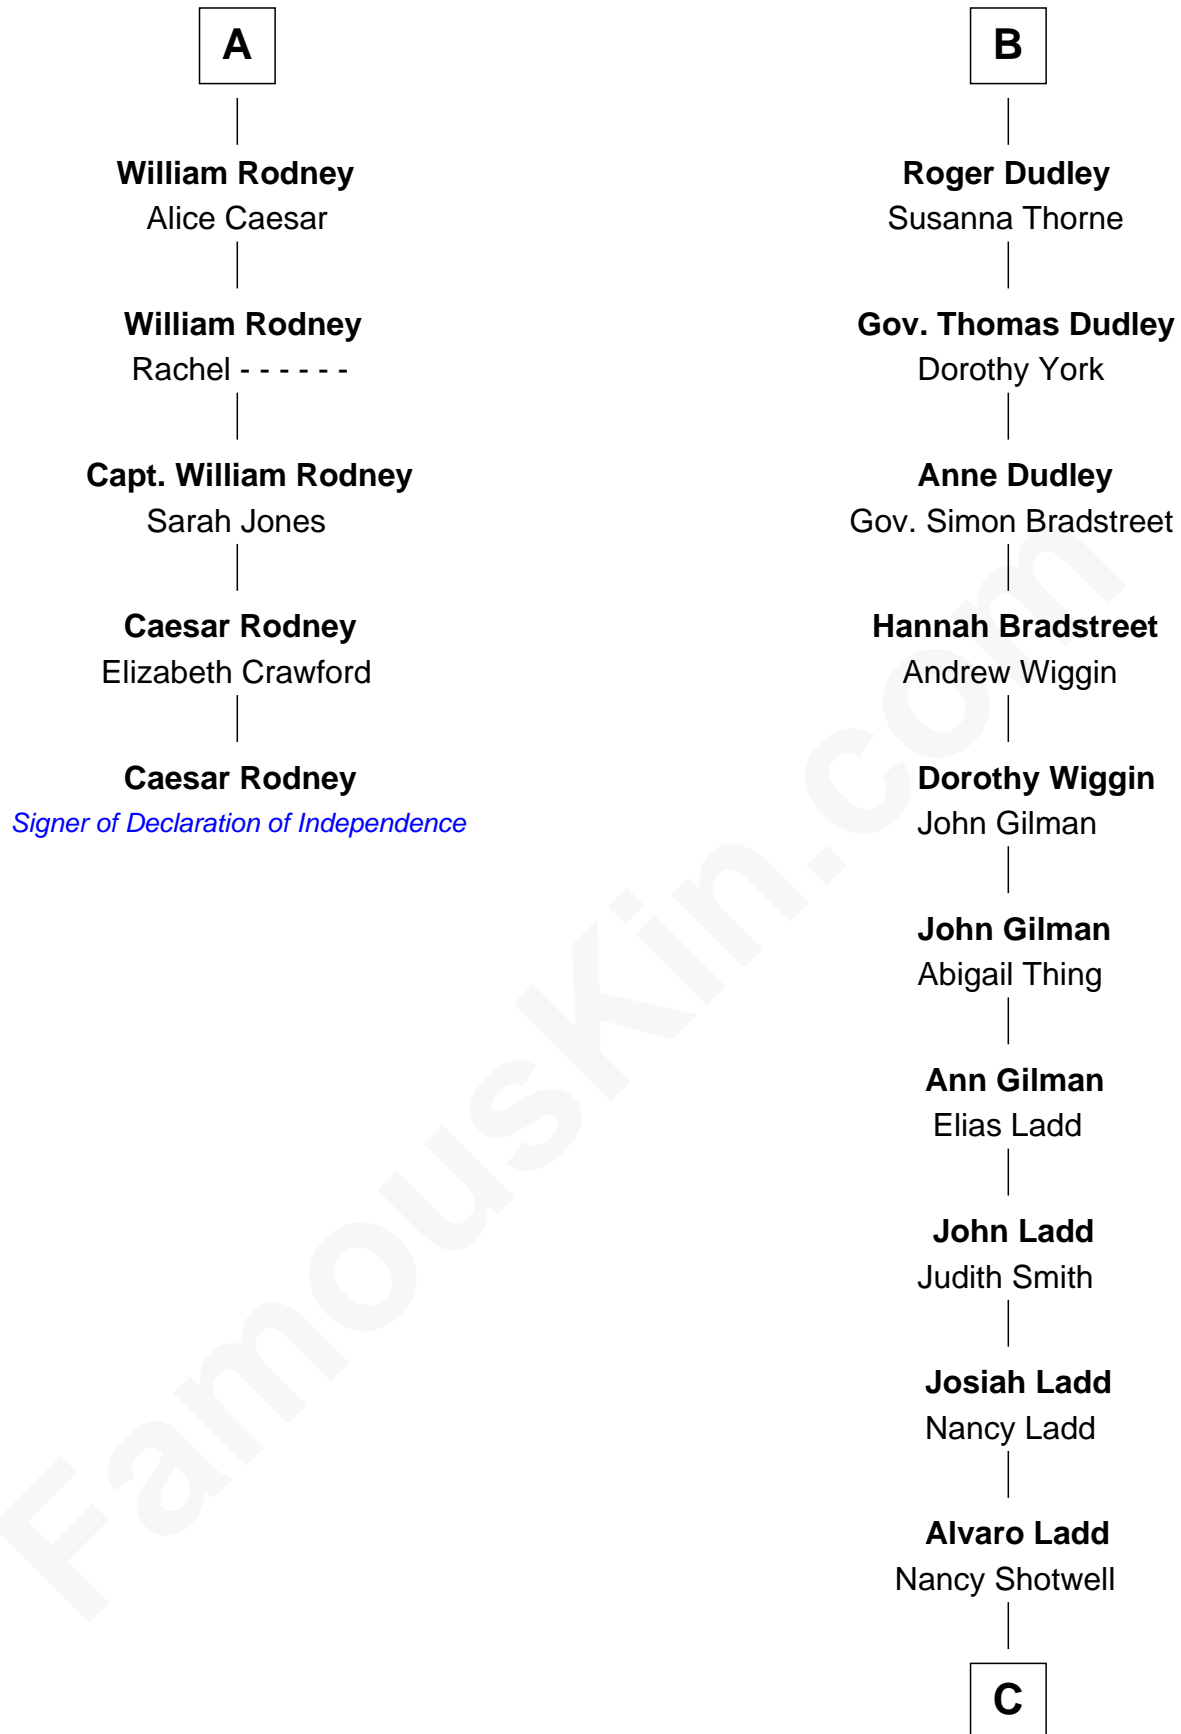 A
William Rodney
Alice Caesar
William Rodney
Rachel - - - - - -
Capt. William Rodney
Sarah Jones
Caesar Rodney
Elizabeth Crawford
Caesar Rodney
Signer of Declaration of Independence
B
Roger Dudley
Susanna Thorne
Gov. Thomas Dudley
Dorothy York
Anne Dudley
Gov. Simon Bradstreet
Hannah Bradstreet
Andrew Wiggin
Dorothy Wiggin
John Gilman
John Gilman
Abigail Thing
Ann Gilman
Elias Ladd
John Ladd
Judith Smith
Josiah Ladd
Nancy Ladd
Alvaro Ladd
Nancy Shotwell
C
FamousKin.com